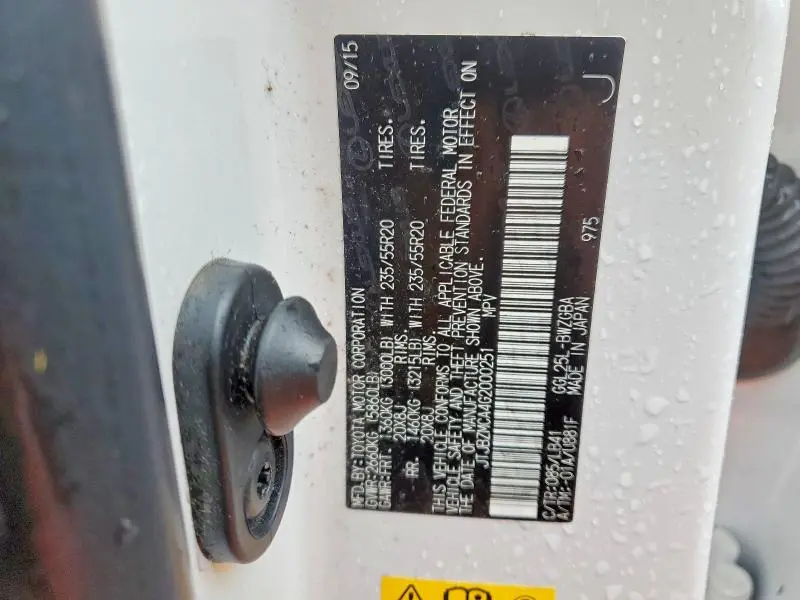 MFD.BY:TOYOTA MOTOR CORPORATION 09/15
GVWR:2660KG (5860LB)
GAWR:FRT. 1360KG (3000LB) WITH 235/55R20 TIRES.
20X8J RIMS.
RR. 1460KG (3215LB) WITH 235/55R20 TIRES.
20X8J RIMS.
THIS VEHICLE CONFORMS TO ALL APPLICABLE FEDERAL MOTOR
VEHICLE SAFETY AND THEFT PREVENTION STANDARDS IN EFFECT ON
THE DATE OF MANUFACTURE SHOWN ABOVE.
JTJBZMCA4G2000251 MPV
C/TR:085/LB41 GGL25L-BWZGBA 975
A/TM:-01A/U881F MADE IN JAPAN J